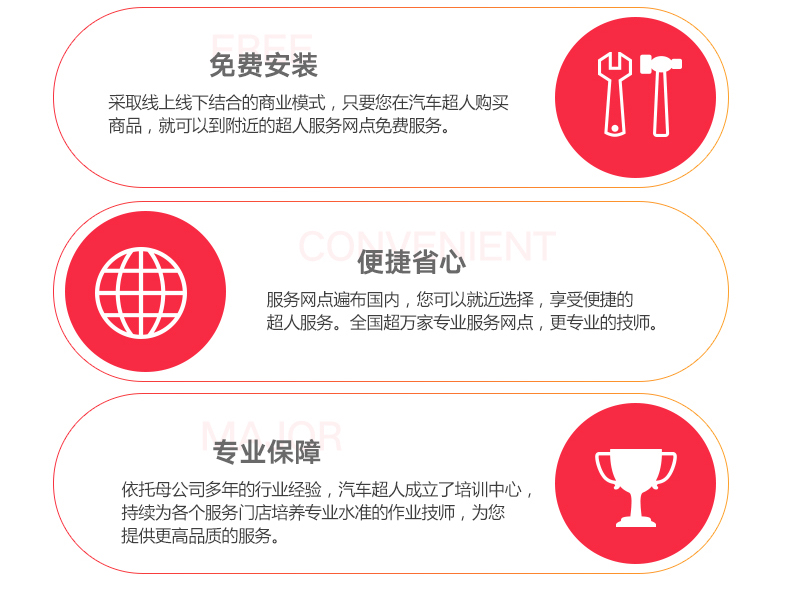 FREE
免费安装
采取线上线下结合的商业模式，只要您在汽车超人购买
商品，就可以到附近的超人服务网点免费服务。
CONVENIENT
便捷省心
服务网点遍布国内，您可以就近选择，享受便捷的
超人服务。全国超万家专业服务网点，更专业的技师。
MAJOR
专业保障
依托母公司多年的行业经验，汽车超人成立了培训中心，
持续为各个服务门店培养专业水准的作业技师，为您
提供更高品质的服务。